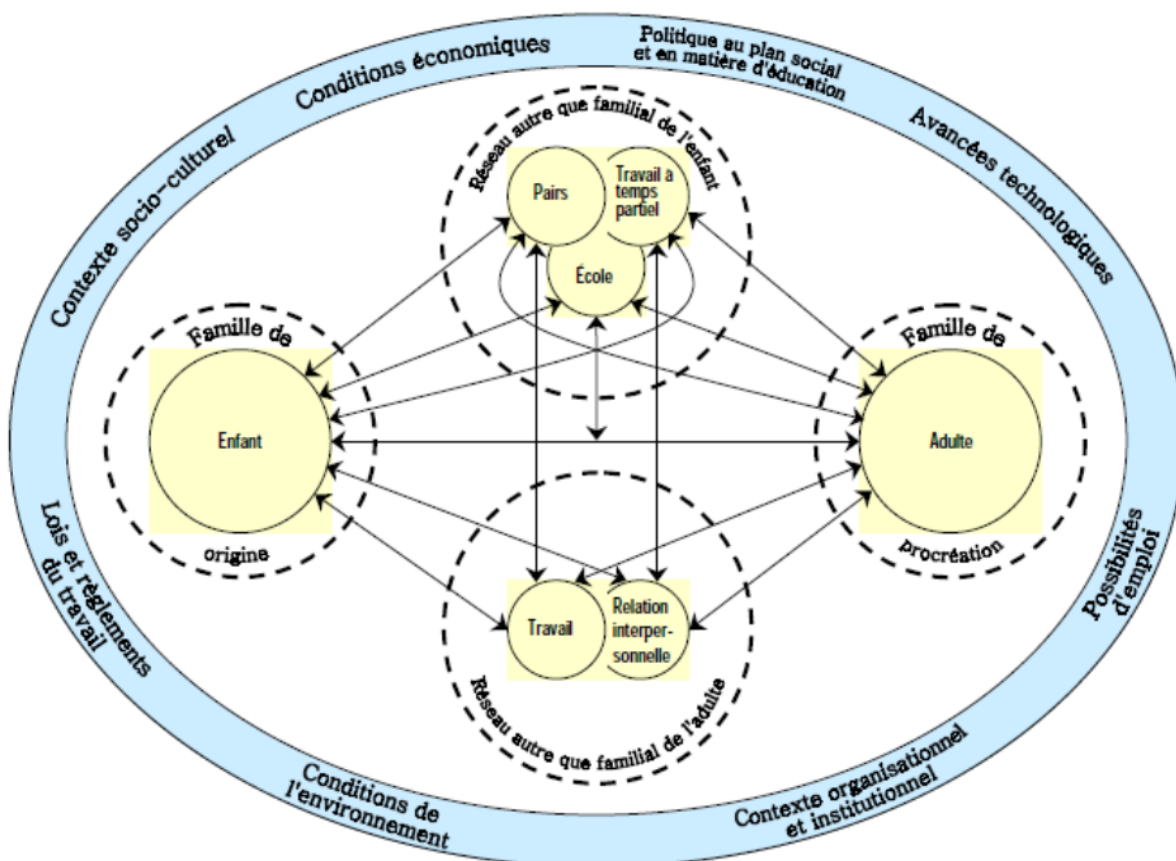 Conditions économiques
Politique au plan social
et en matière d'éducation
Avancées technologiques
Contexte socio-culturel
Réseau autre que familial de l'enfant
Pairs
Travail à
temps
partiel
École
Famille de
Enfant
origine
Famille de
Adulte
procréation
Travail
Relation
interper-
sonnelle
Réseau autre que familial de l'adulte
Lois et règlements
du travail
Possibilités
d'emploi
Conditions de
l'environnement
Contexte organisationnel
et institutionnel